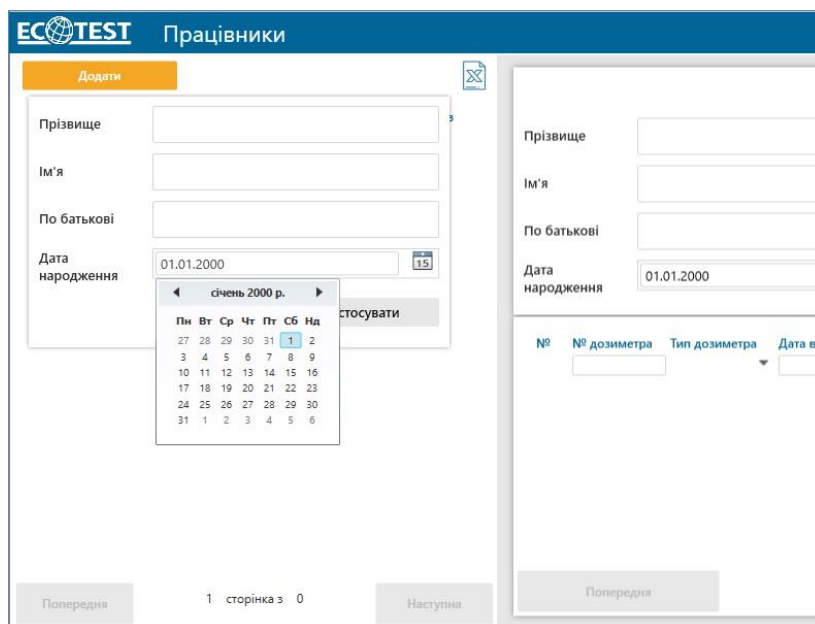 ECOTEST Працівники
Додати
Прізвище
Ім'я
По батькові
Дата
народження
01.01.2000
15
січень 2000 р.
Пн Вт Ср Чт Пт Сб Нд
27 28 29 30 31 1 2
3 4 5 6 7 8 9
10 11 12 13 14 15 16
17 18 19 20 21 22 23
24 25 26 27 28 29 30
31 1 2 3 4 5 6
стосувати
Попередня
1 сторінка з 0
Наступна
в
Прізвище
Ім'я
По батькові
Дата
народження
01.01.2000
№ № дозиметра Тип дозиметра Дата в
Попередня